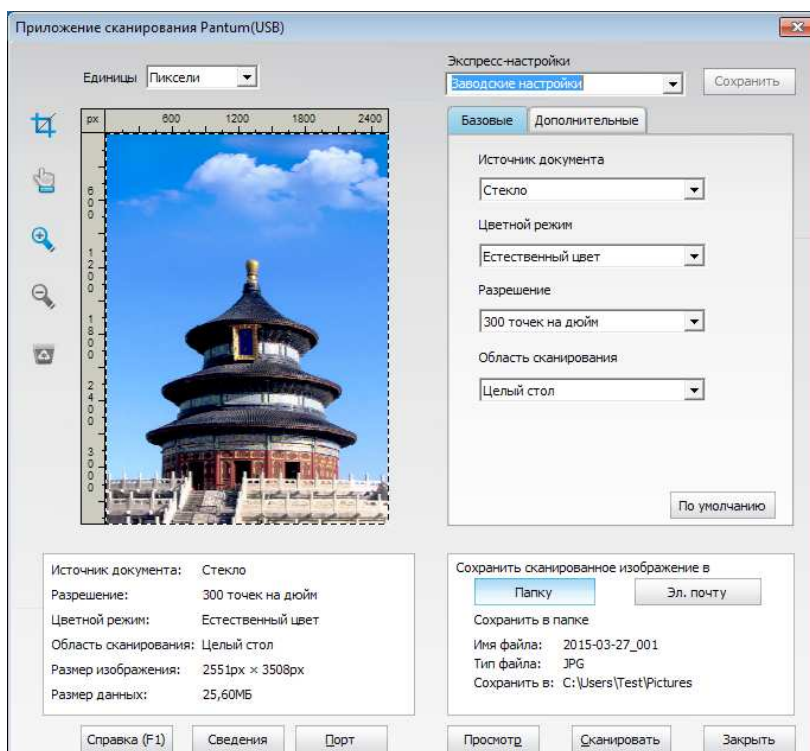 Приложение сканирования Pantum(USB)
Единицы Пиксели
Экспресс-настройки
Заводские настройки
Сохранить
px 600 1200 1800 2400
600
1200
1800
2400
3000
Базовые Дополнительные
Источник документа
Стекло
Цветной режим
Естественный цвет
Разрешение
300 точек на дюйм
Область сканирования
Целый стол
По умолчанию
Источник документа: Стекло
Разрешение: 300 точек на дюйм
Цветной режим: Естественный цвет
Область сканирования: Целый стол
Размер изображения: 2551px × 3508px
Размер данных: 25,60МБ
Сохранить сканированное изображение в
Папку Эл. почту
Сохранить в папке
Имя файла: 2015-03-27_001
Тип файла: JPG
Сохранить в: C:\Users\Test\Pictures
Справка (F1) Сведения Порт Просмотр Сканировать Закрыть